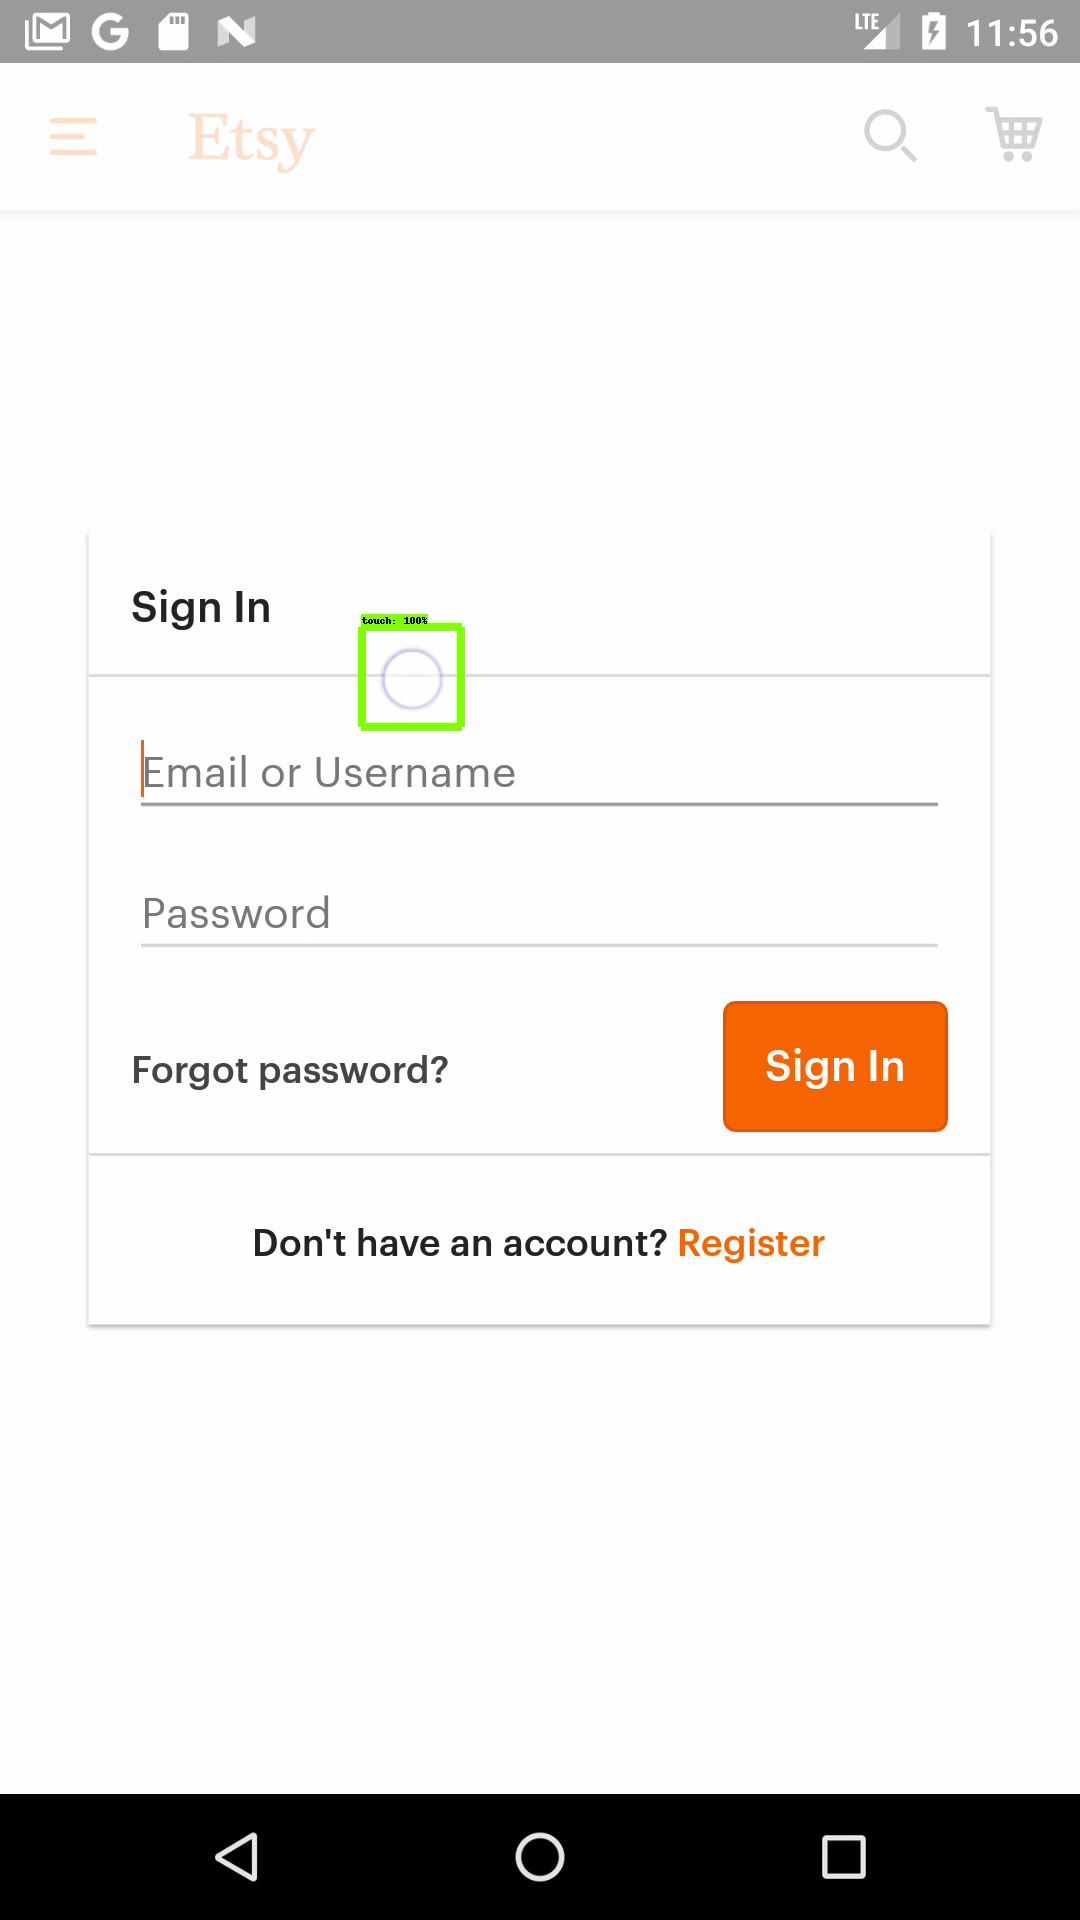 LTE 11:56
Etsy
Sign In
touch: 100%
Email or Username
Password
Forgot password?
Sign In
Don't have an account? Register